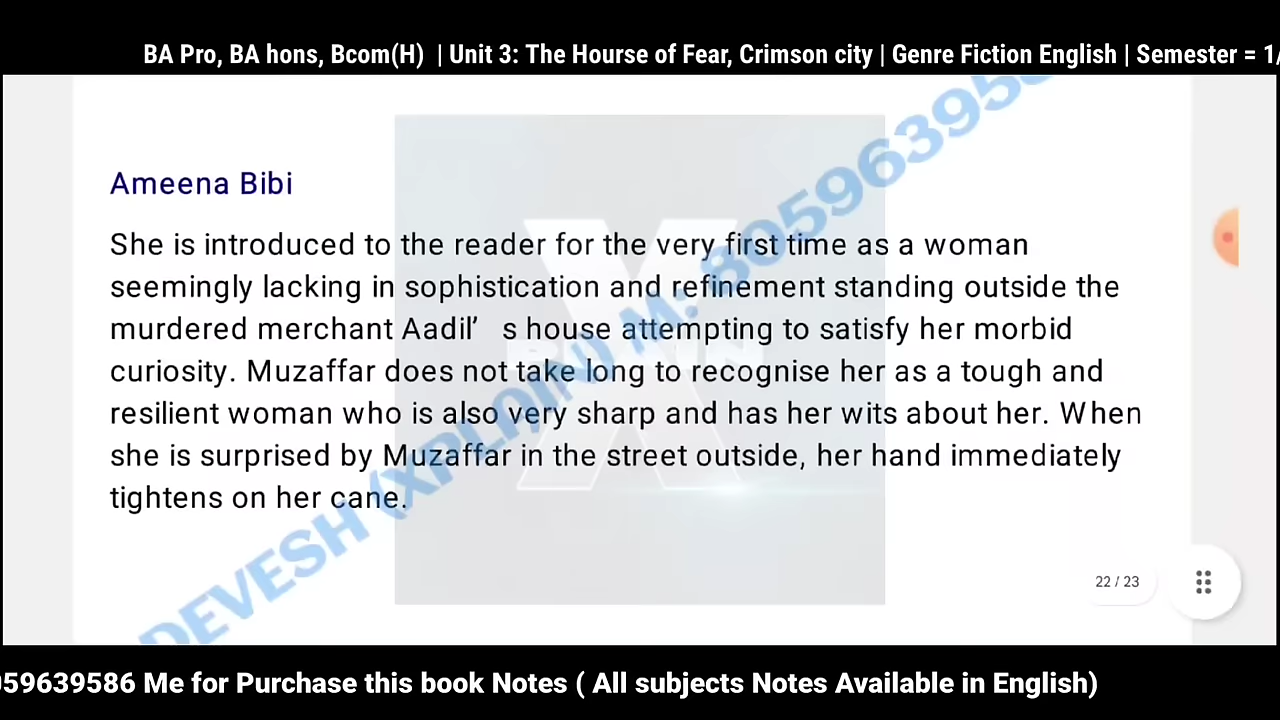 BA Pro, BA hons, Bcom(H) | Unit 3: The Hourse of Fear, Crimson city | Genre Fiction English | Semester = 1/
Ameena Bibi
She is introduced to the reader for the very first time as a woman
seemingly lacking in sophistication and refinement standing outside the
murdered merchant Aadil’ s house attempting to satisfy her morbid
curiosity. Muzaffar does not take long to recognise her as a tough and
resilient woman who is also very sharp and has her wits about her. When
she is surprised by Muzaffar in the street outside, her hand immediately
tightens on her cane.
DEVESH (XPLAIN) M: 805963958
22 / 23
059639586 Me for Purchase this book Notes ( All subjects Notes Available in English)